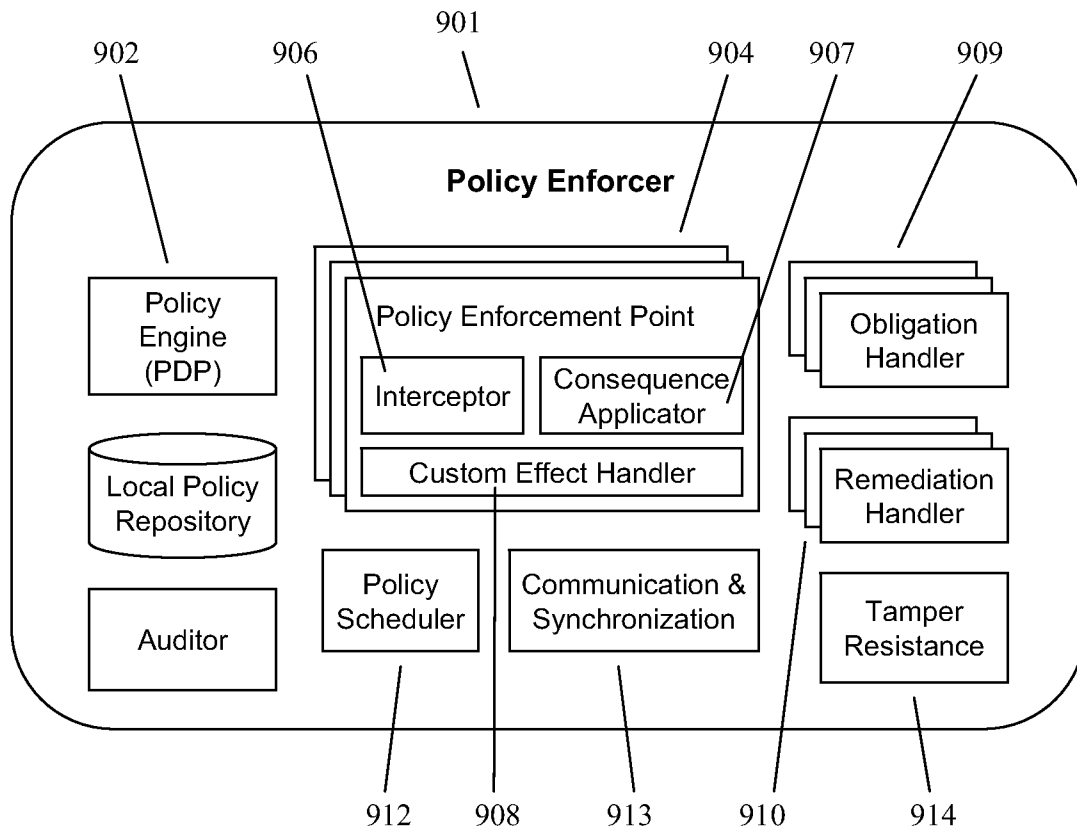 901
902
906
904
907
909
Policy Enforcer
Policy
Engine
(PDP)
Policy Enforcement Point
Interceptor
Consequence
Applicator
Custom Effect Handler
Obligation
Handler
Local Policy
Repository
Remediation
Handler
Auditor
Policy
Scheduler
Communication &
Synchronization
Tamper
Resistance
912
908
913
910
914